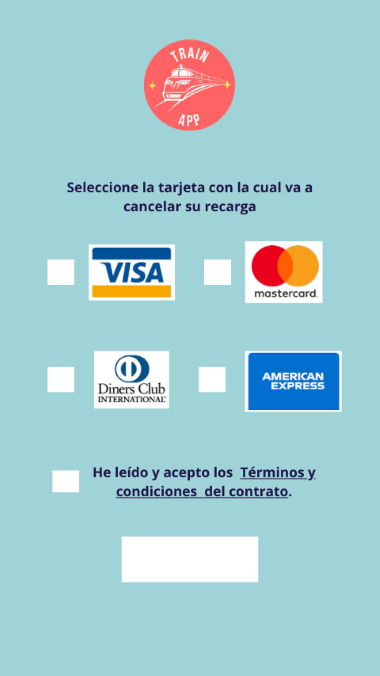 TRAIN
APP
Seleccione la tarjeta con la cual va a
cancelar su recarga
VISA
mastercard.
Diners Club
INTERNATIONAL®
AMERICAN
EXPRESS
He leído y acepto los Términos y
condiciones del contrato.